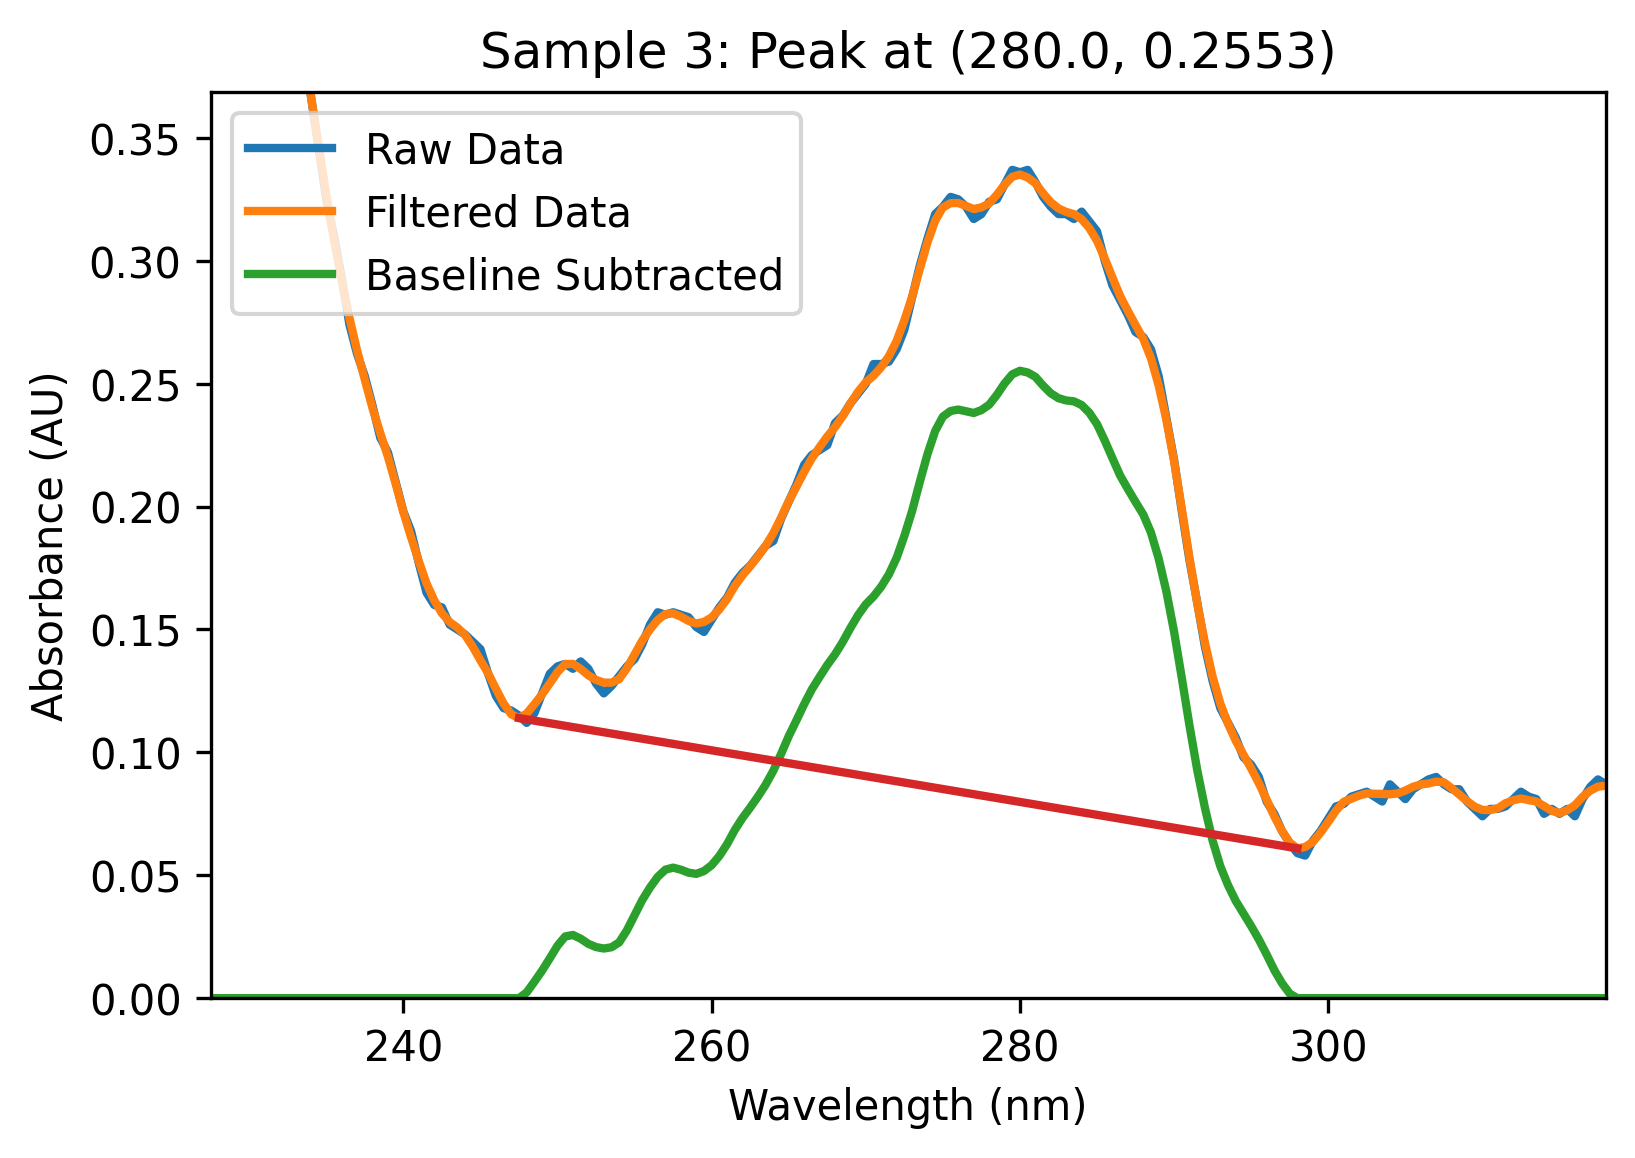 Sample 3: Peak at (280.0, 0.2553)
Raw Data
Filtered Data
Baseline Subtracted
0.35
0.30
0.25
0.20
0.15
0.10
0.05
0.00
Absorbance (AU)
240 260 280 300
Wavelength (nm)